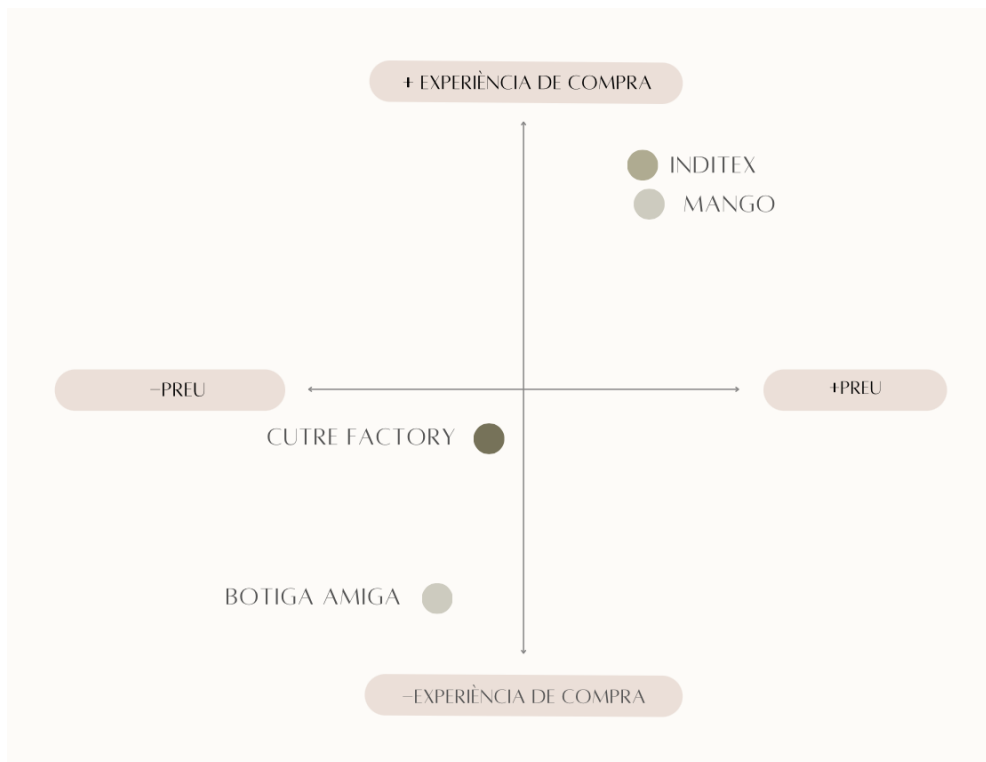 + EXPERIÈNCIA DE COMPRA
INDITEX
MANGO
–PREU
+PREU
CUTRE FACTORY
BOTIGA AMIGA
–EXPERIÈNCIA DE COMPRA